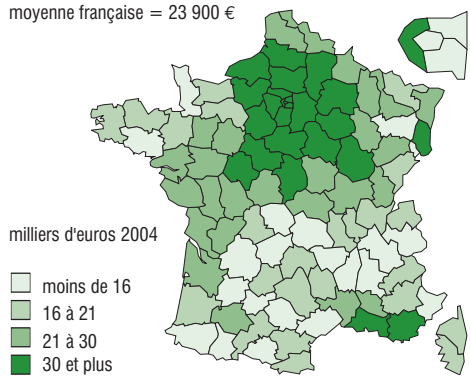 moyenne française = 23 900 €
milliers d'euros 2004
moins de 16
16 à 21
21 à 30
30 et plus